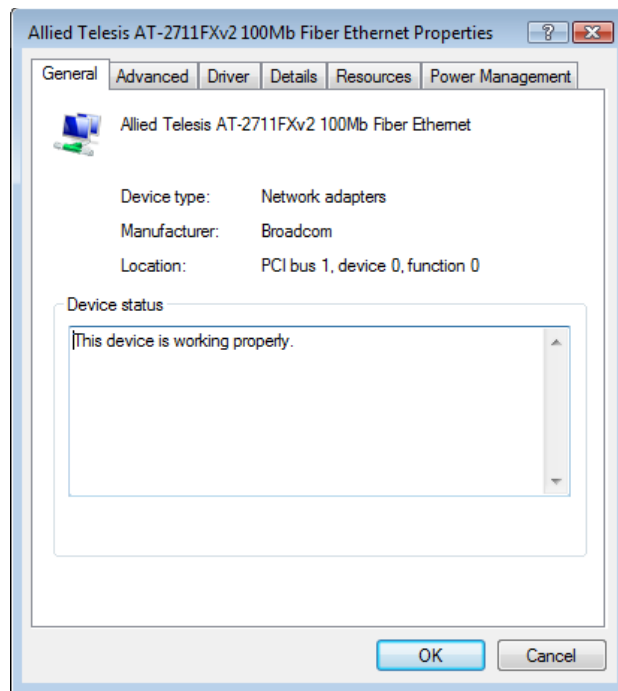 Allied Telesis AT-2711FXv2 100Mb Fiber Ethernet Properties
General Advanced Driver Details Resources Power Management
Allied Telesis AT-2711FXv2 100Mb Fiber Ethernet
Device type: Network adapters
Manufacturer: Broadcom
Location: PCI bus 1, device 0, function 0
Device status
This device is working properly.
OK Cancel